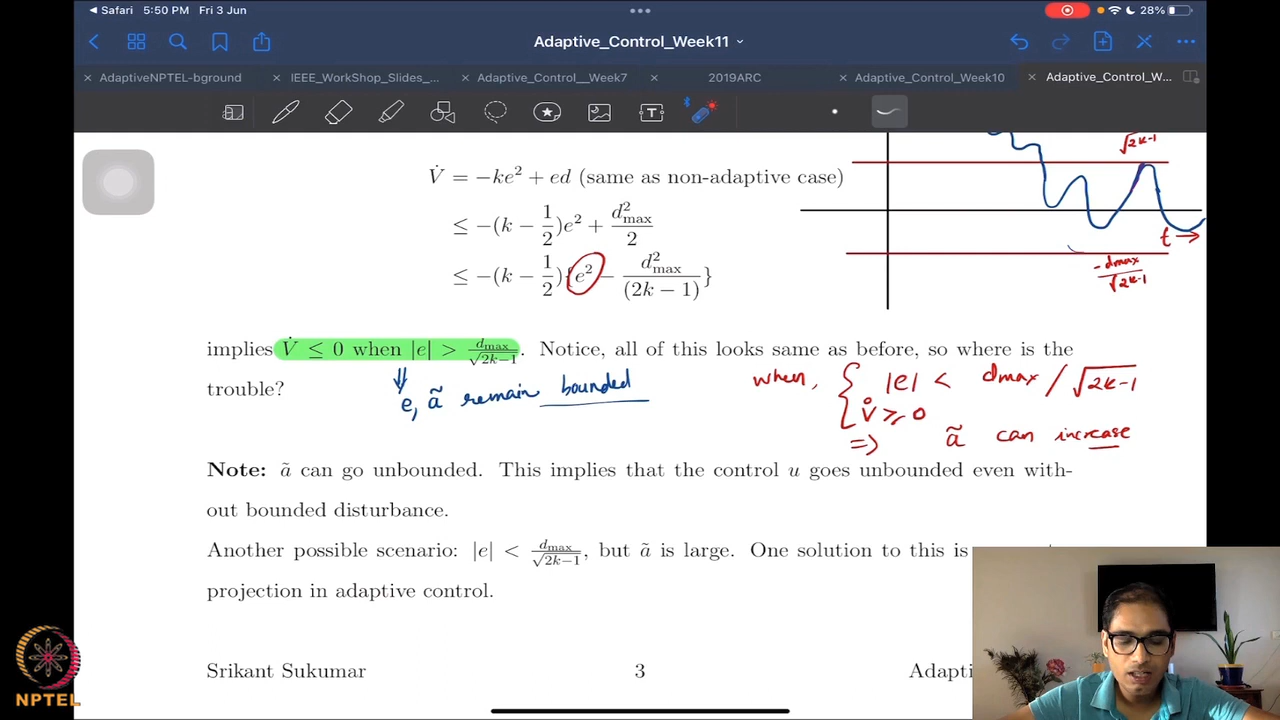 Safari 5:50 PM Fri 3 Jun 28%
Adaptive_Control_Week11
AdaptiveNPTEL-bground IEEE_WorkShop_Slides_... Adaptive_Control__Week7 2019ARC Adaptive_Control_Week10 Adaptive_Control_W...
√2k-1
V̇ = −ke² + ed (same as non-adaptive case)
≤ −(k − 1/2)e² + d²max/2
t →
≤ −(k − 1/2){e² − d²max/(2k − 1)}
-dmax/√2k-1
implies V̇ ≤ 0 when |e| > dmax/√2k−1. Notice, all of this looks same as before, so where is the
trouble?
e, ã remain bounded
when, { |e| < dmax / √2k-1
V̇ ≥ 0
=> ã can increase
Note: ã can go unbounded. This implies that the control u goes unbounded even with-
out bounded disturbance.
Another possible scenario: |e| < dmax/√2k−1, but ã is large. One solution to this is
projection in adaptive control.
Srikant Sukumar 3 Adap
NPTEL